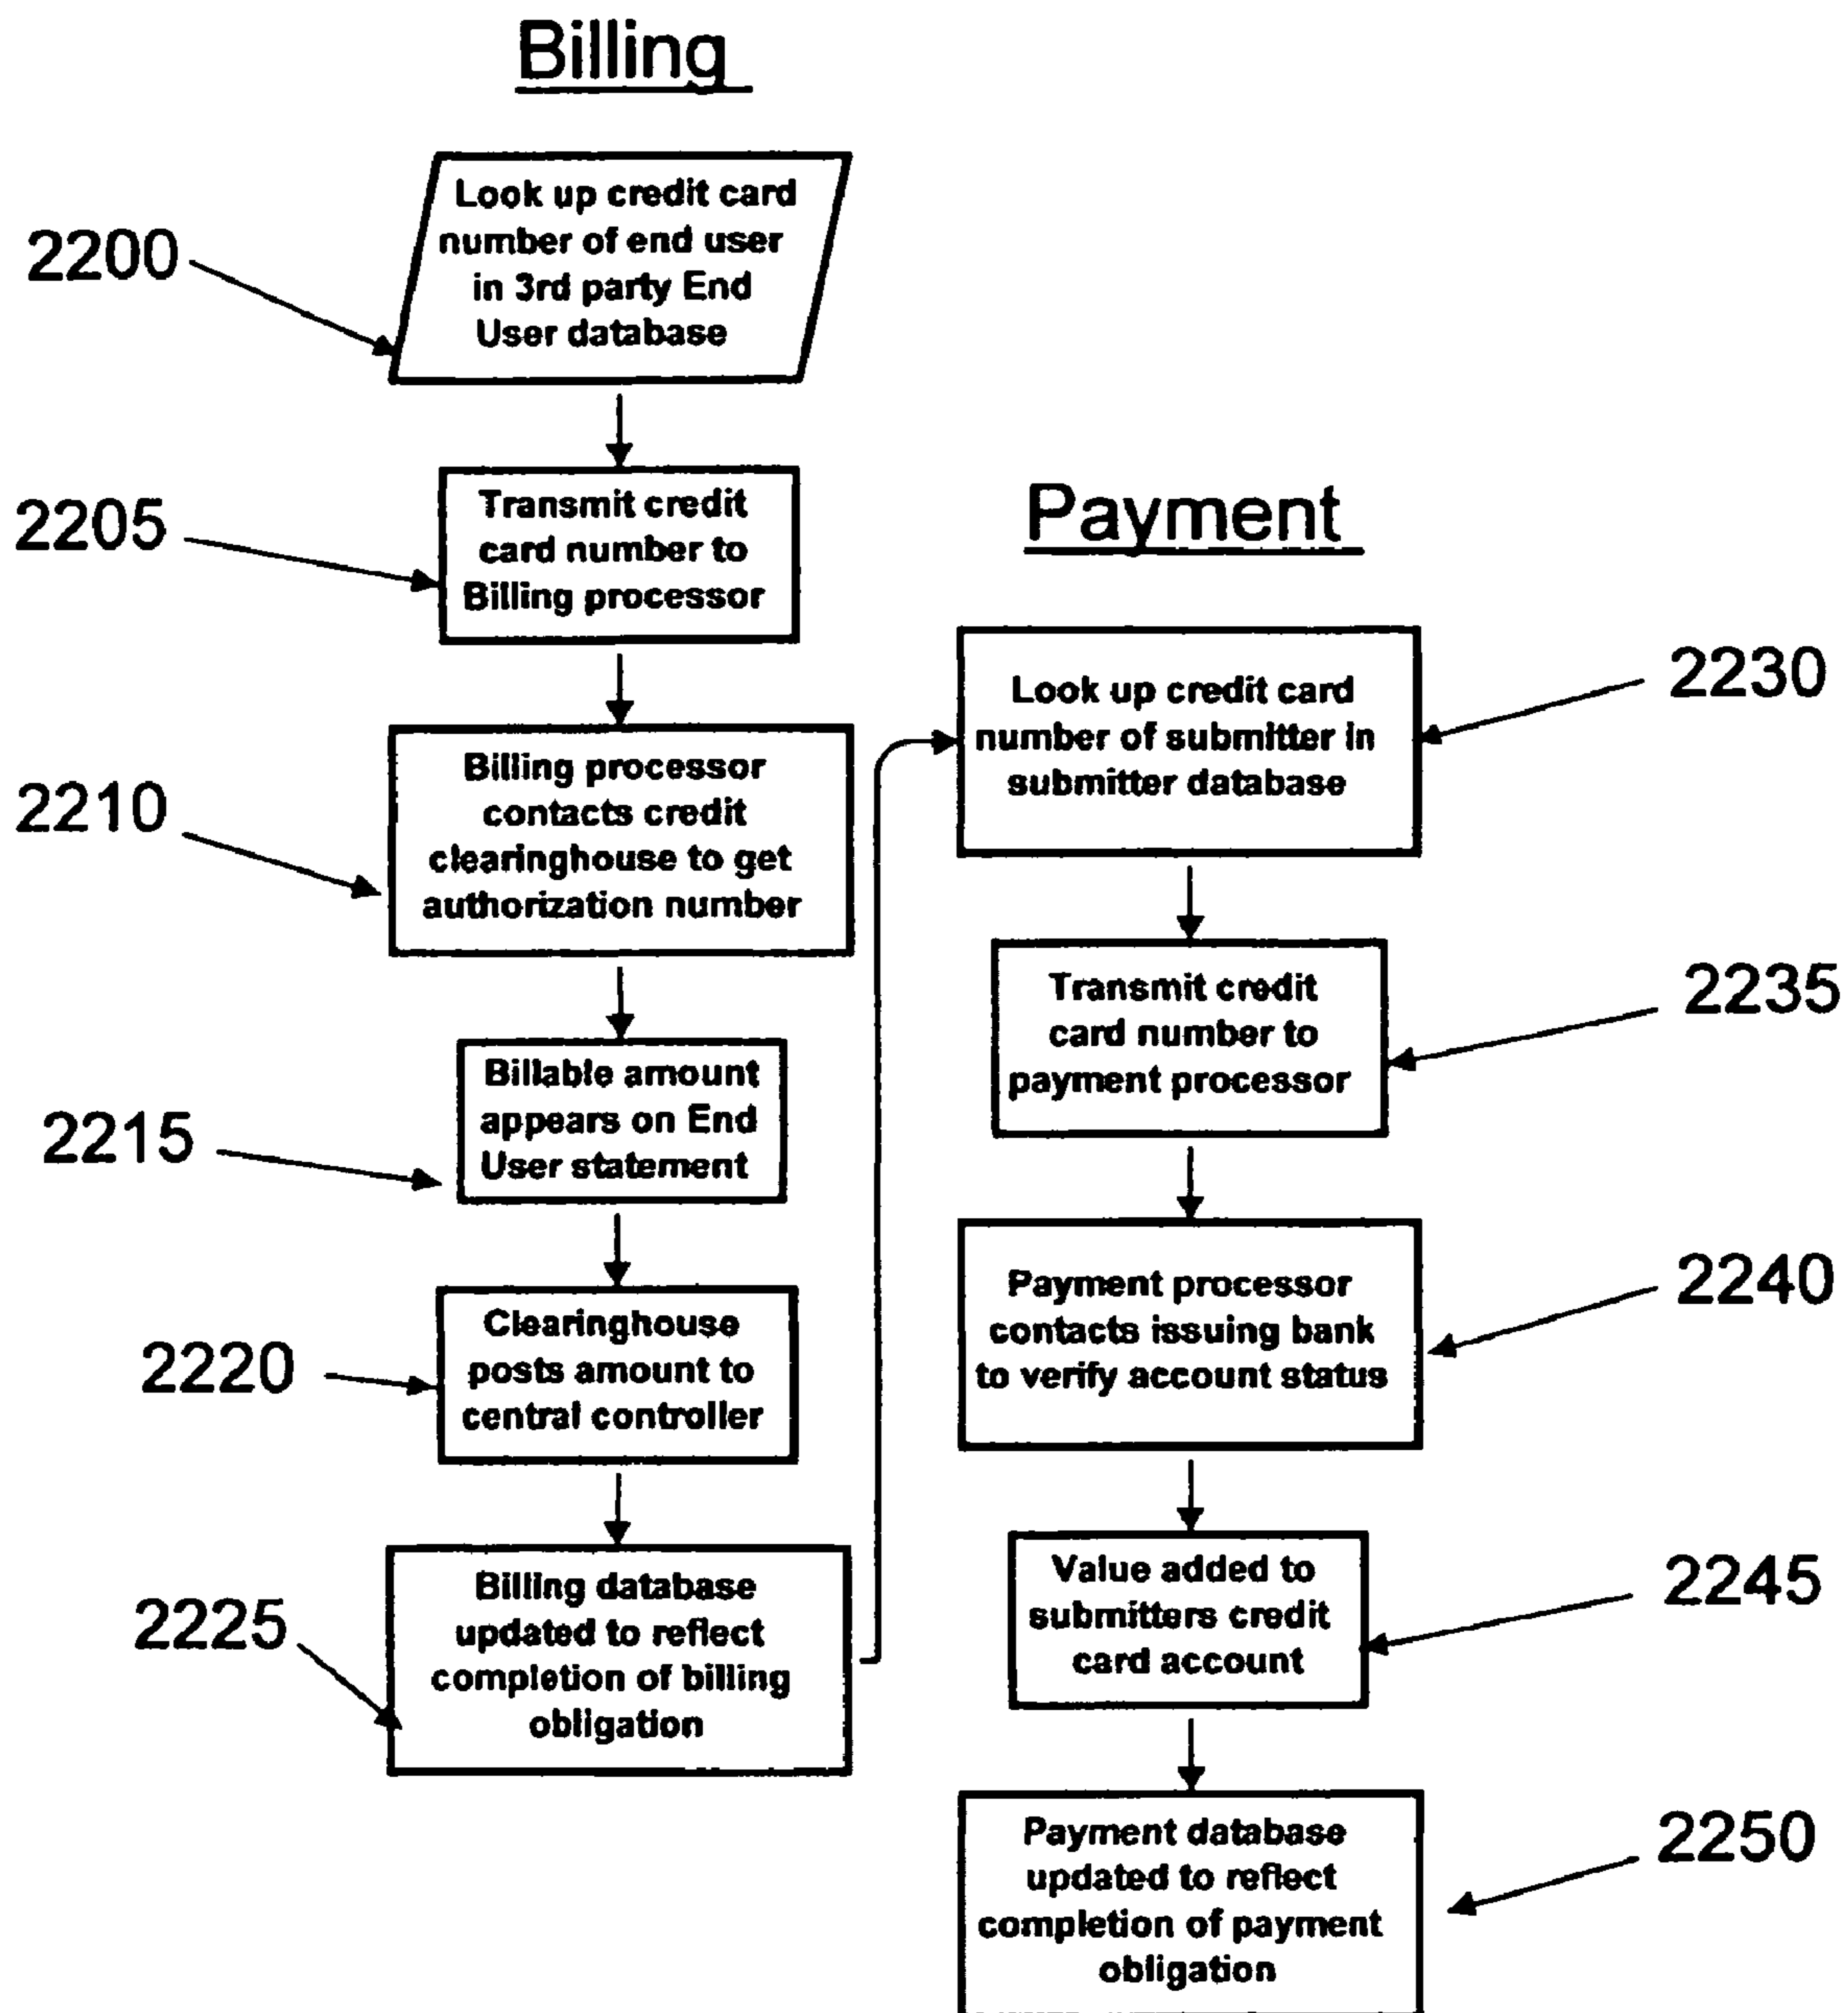 Billing
2200
Look up credit card
number of end user
in 3rd party End
User database
2205
Transmit credit
card number to
Billing processor
2210
Billing processor
contacts credit
clearinghouse to get
authorization number
2215
Billable amount
appears on End
User statement
2220
Clearinghouse
posts amount to
central controller
2225
Billing database
updated to reflect
completion of billing
obligation
Payment
Look up credit card
number of submitter in
submitter database
2230
Transmit credit
card number to
payment processor
2235
Payment processor
contacts issuing bank
to verify account status
2240
Value added to
submitters credit
card account
2245
Payment database
updated to reflect
completion of payment
obligation
2250